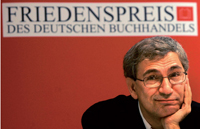 FRIEDENSPREIS
DES DEUTSCHEN BUCHHANDELS